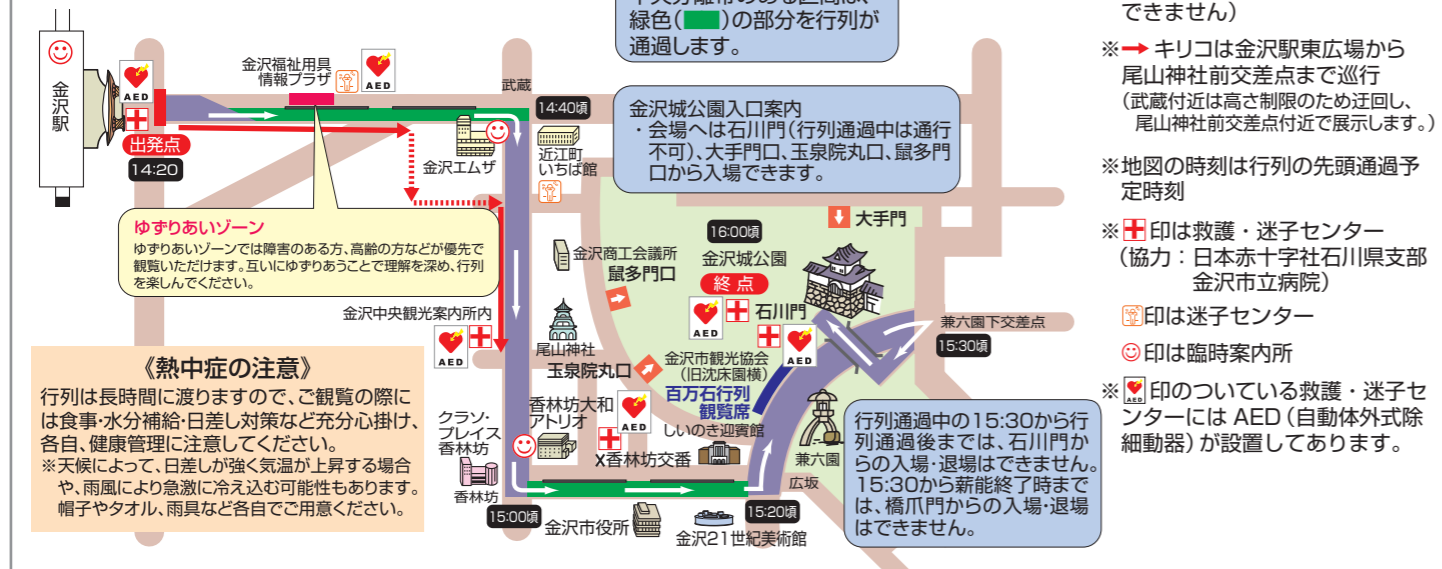 緑色( )の部分を行列が
通過します。
できません)
※ キリコは金沢駅東広場から
尾山神社前交差点まで巡行
(武蔵付近は高さ制限のため迂回し、
尾山神社前交差点付近で展示します。)
※地図の時刻は行列の先頭通過予
定時刻
※ 印は救護・迷子センター
(協力:日本赤十字社石川県支部
金沢市立病院)
印は迷子センター
印は臨時案内所
※ 印のついている救護・迷子セ
ンターには AED(自動体外式除
細動器)が設置してあります。
金沢駅
AED
出発点
14:20
金沢福祉用具
情報プラザ
AED
武蔵
14:40頃
金沢エムザ
近江町
いちば館
金沢城公園入口案内
・会場へは石川門(行列通過中は通行
不可)、大手門口、玉泉院丸口、鼠多門
口から入場できます。
ゆずりあいゾーン
ゆずりあいゾーンでは障害のある方、高齢の方などが優先で
観覧いただけます。互いにゆずりあうことで理解を深め、行列
を楽しんでください。
大手門
16:00頃
金沢城公園
終点
AED
石川門
AED
金沢商工会議所
鼠多門口
金沢中央観光案内所内
AED
尾山神社
玉泉院丸口
金沢市観光協会
(旧沈床園横)
百万石行列
観覧席
しいのき迎賓館
兼六園下交差点
15:30頃
《熱中症の注意》
行列は長時間に渡りますので、ご観覧の際に
は食事・水分補給・日差し対策など充分心掛け、
各自、健康管理に注意してください。
※天候によって、日差しが強く気温が上昇する場合
や、雨風により急激に冷え込む可能性もあります。
帽子やタオル、雨具など各自でご用意ください。
クラソ・
プレイス
香林坊
香林坊
香林坊大和
アトリオ
AED
X香林坊交番
兼六園
広坂
15:00頃
金沢市役所
15:20頃
金沢21世紀美術館
行列通過中の15:30から行
列通過後までは、石川門か
らの入場・退場はできません。
15:30から薪能終了時まで
は、橋爪門からの入場・退場
はできません。